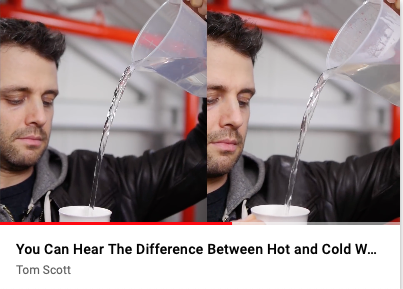 You Can Hear The Difference Between Hot and Cold W...
Tom Scott